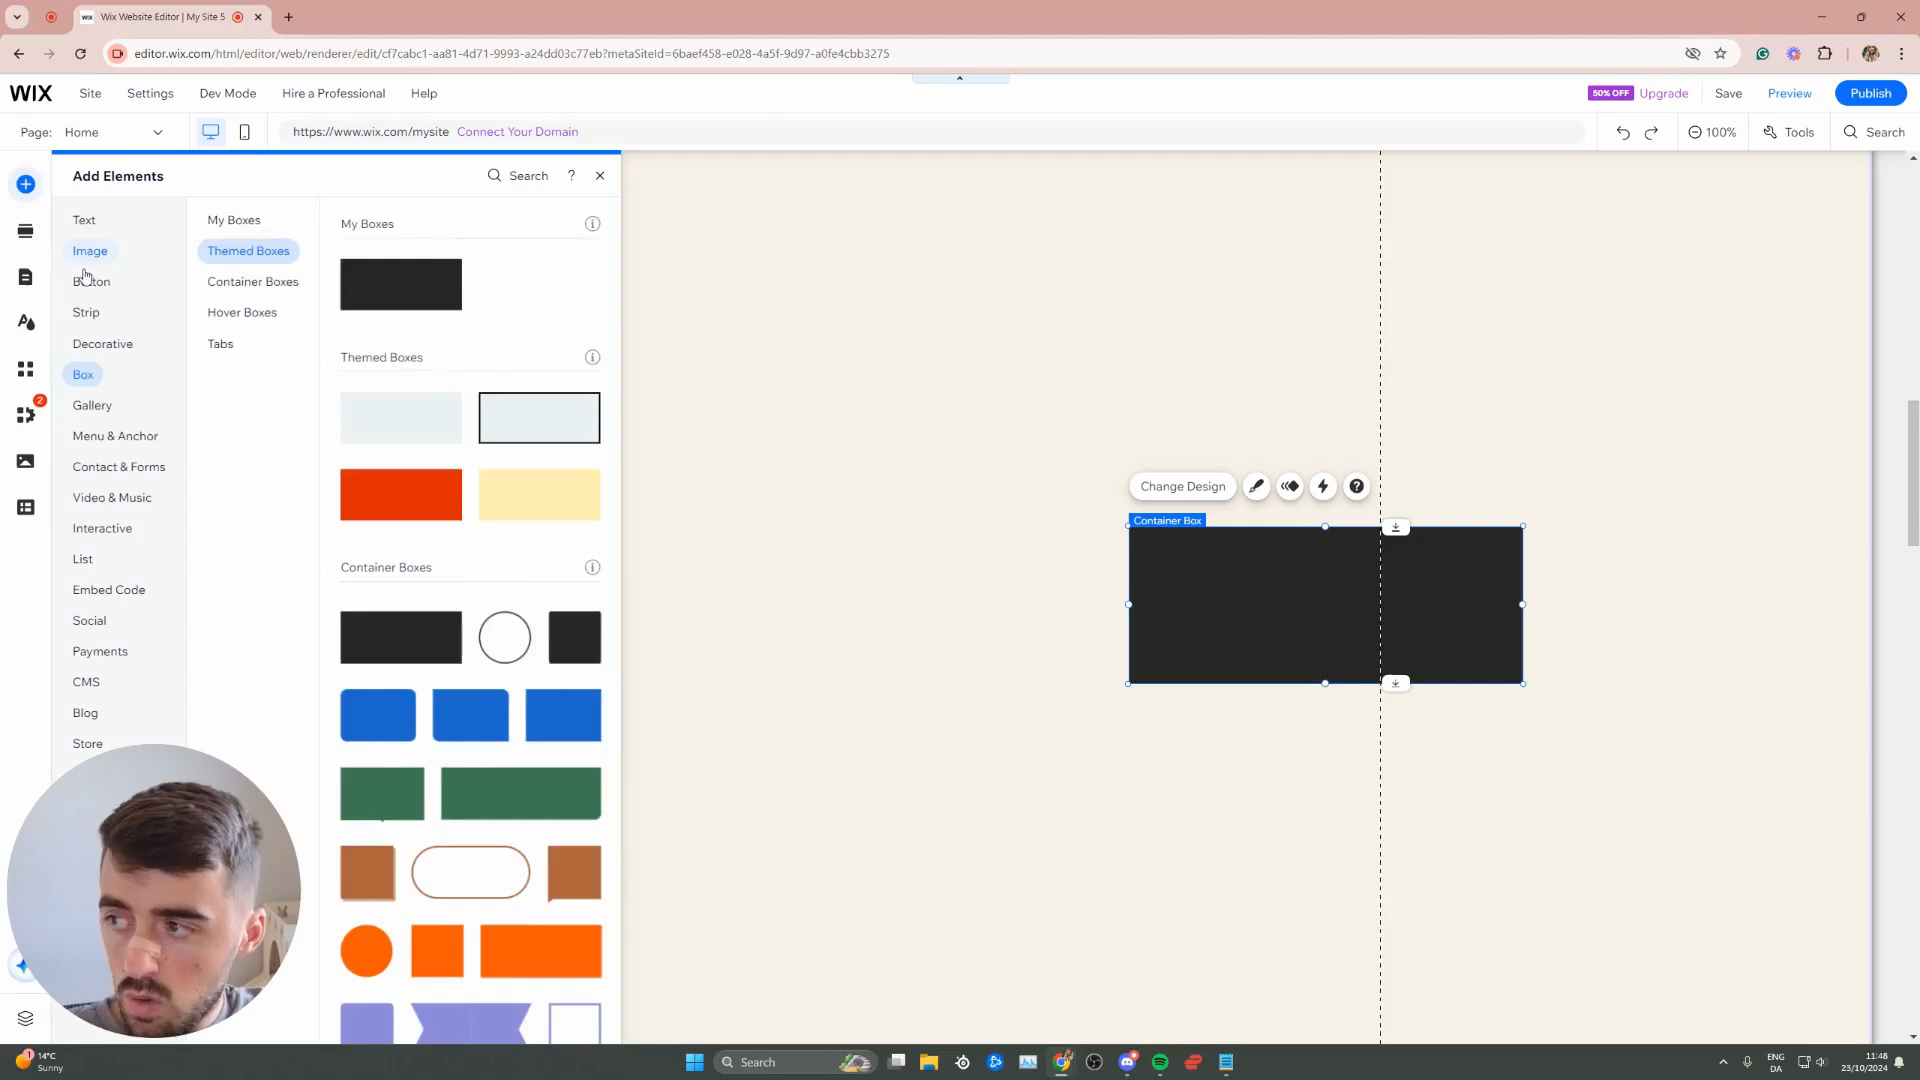 WIX Wix Website Editor | My Site 5
editor.wix.com/html/editor/web/renderer/edit/cf7cabc1-aa81-4d71-9993-a24dd03c77eb?metaSiteId=6baef458-e028-4a5f-9d97-a0fe4cbb3275
WIX Site Settings Dev Mode Hire a Professional Help 50% OFF Upgrade Save Preview Publish
Page: Home https://www.wix.com/mysite Connect Your Domain 100% Tools Search
Add Elements Search ?
Text
Image
Button
Strip
Decorative
Box
Gallery
Menu & Anchor
Contact & Forms
Video & Music
Interactive
List
Embed Code
Social
Payments
CMS
Blog
Store
2
My Boxes
Themed Boxes
Container Boxes
Hover Boxes
Tabs
My Boxes
Themed Boxes
Container Boxes
Change Design
Container Box
1
14°C
Sunny
Search
ENG
DA
11:48
23/10/2024